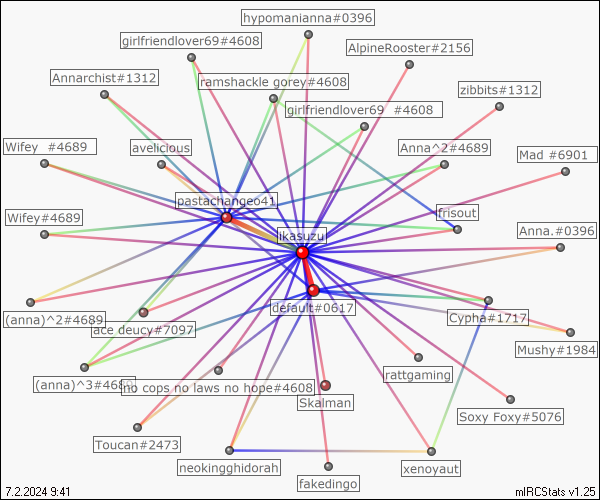 hypomanianna#0396
girlfriendlover69#4608
AlpineRooster#2156
Annarchist#1312
ramshackle gorey#4608
zibbits#1312
girlfriendlover69 #4608
Wifey #4689
avelicious
Anna^2#4689
Mad #6901
pastachangeo41
frisout
Wifey#4689
ikasuzu
Anna.#0396
default#0617
(anna)^2#4689
ace deucy#7097
Cypha#1717
Mushy#1984
rattgaming
(anna)^3#4689
no cops no laws no hope#4608
Skalman
Soxy Foxy#5076
Toucan#2473
neokingghidorah
xenoyaut
fakedingo
7.2.2024 9:41
mIRCStats v1.25